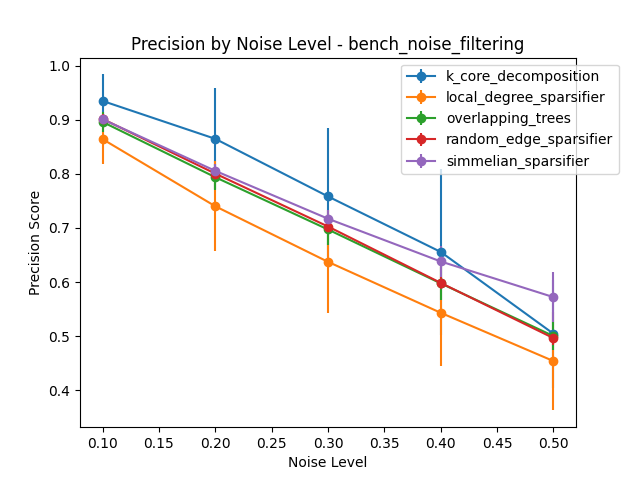 Precision by Noise Level - bench_noise_filtering
k_core_decomposition
local_degree_sparsifier
overlapping_trees
random_edge_sparsifier
simmelian_sparsifier
Precision Score
1.0
0.9
0.8
0.7
0.6
0.5
0.4
0.10 0.15 0.20 0.25 0.30 0.35 0.40 0.45 0.50
Noise Level